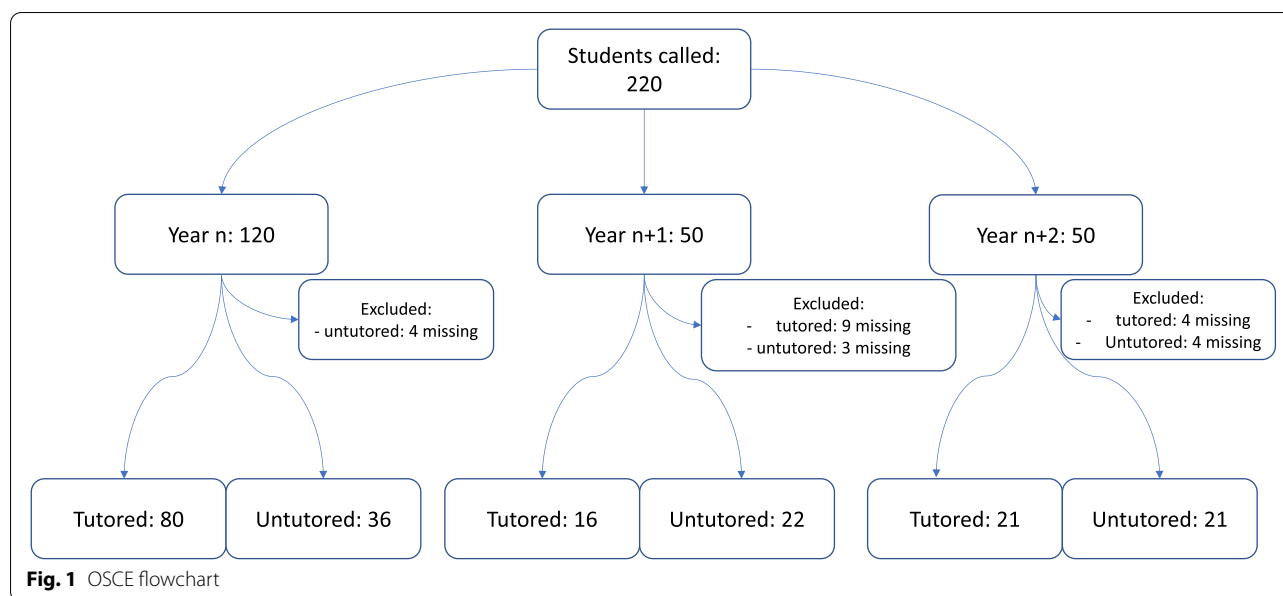 Students called:
220
Year n: 120
Year n+1: 50
Year n+2: 50
Excluded:
- untutored: 4 missing
Excluded:
- tutored: 9 missing
- untutored: 3 missing
Excluded:
- tutored: 4 missing
- Untutored: 4 missing
Tutored: 80
Untutored: 36
Tutored: 16
Untutored: 22
Tutored: 21
Untutored: 21
Fig. 1 OSCE flowchart